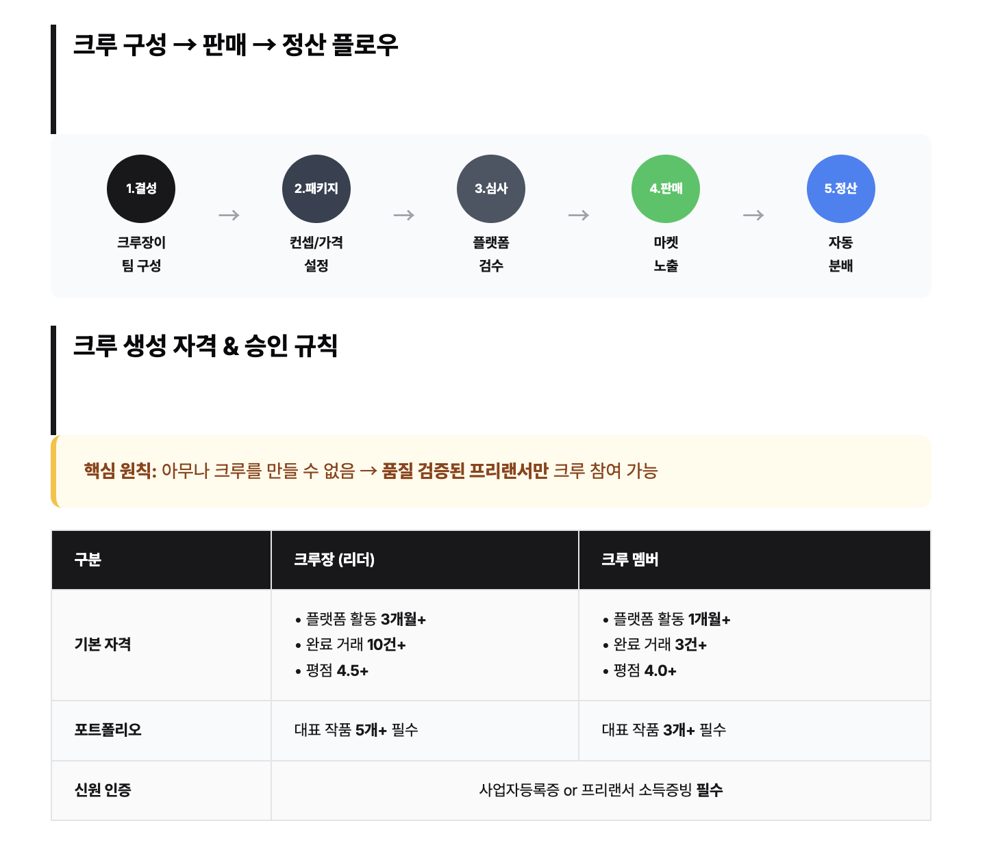 크루 구성 → 판매 → 정산 플로우
1.결성
2.패키지
3.심사
4.판매
5.정산
→
→
→
→
크루장이
팀 구성
컨셉/가격
설정
플랫폼
검수
마켓
노출
자동
분배
크루 생성 자격 & 승인 규칙
핵심 원칙: 아무나 크루를 만들 수 없음 → 품질 검증된 프리랜서만 크루 참여 가능
구분
크루장 (리더)
크루 멤버
기본 자격
• 플랫폼 활동 3개월+
• 완료 거래 10건+
• 평점 4.5+
• 플랫폼 활동 1개월+
• 완료 거래 3건+
• 평점 4.0+
포트폴리오
대표 작품 5개+ 필수
대표 작품 3개+ 필수
신원 인증
사업자등록증 or 프리랜서 소득증빙 필수